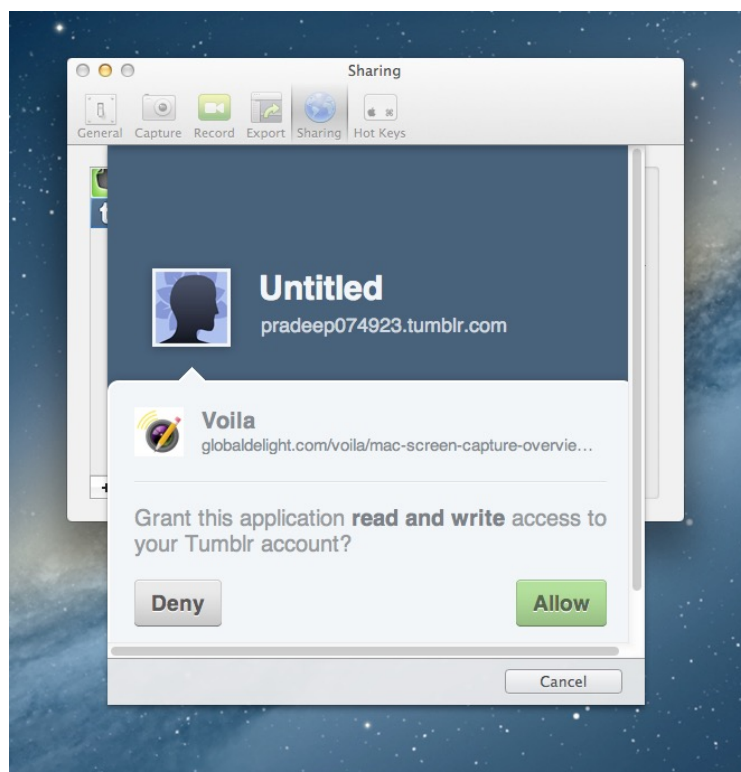 Sharing
General Capture Record Export Sharing Hot Keys
t
Untitled
pradeep074923.tumblr.com
Voila
globaldelight.com/voila/mac-screen-capture-overvie...
+
Grant this application read and write access to
your Tumblr account?
Deny Allow
Cancel